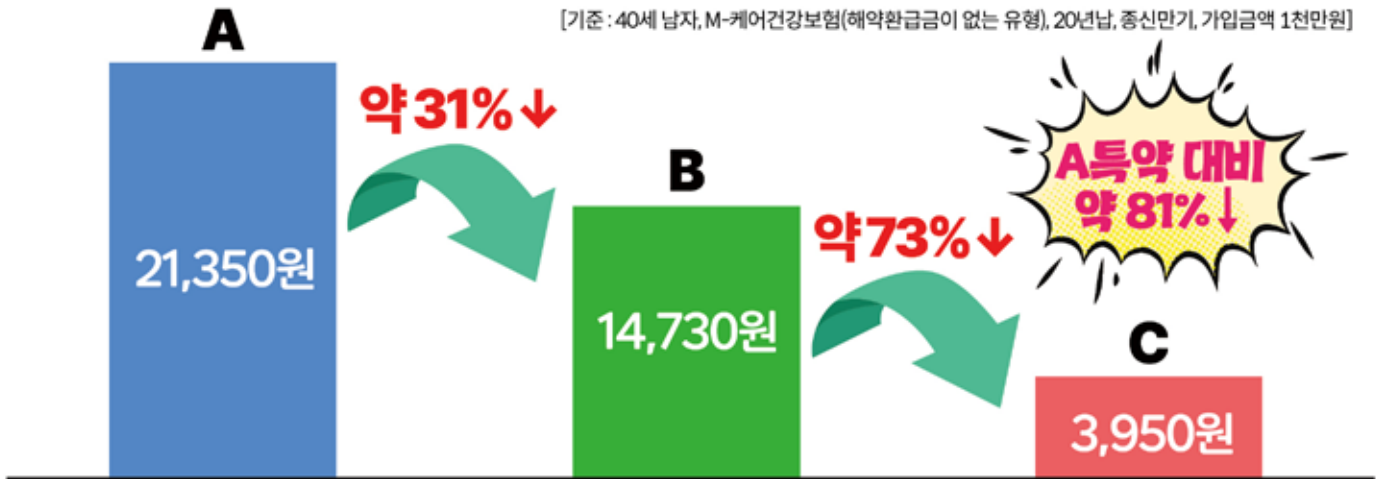 [기준 : 40세 남자, M-케어건강보험(해약환급금이 없는 유형), 20년납, 종신만기, 가입금액 1천만원]
A
약 31%↓
B
약 73%↓
A특약 대비
약 81%↓
C
21,350원
14,730원
3,950원